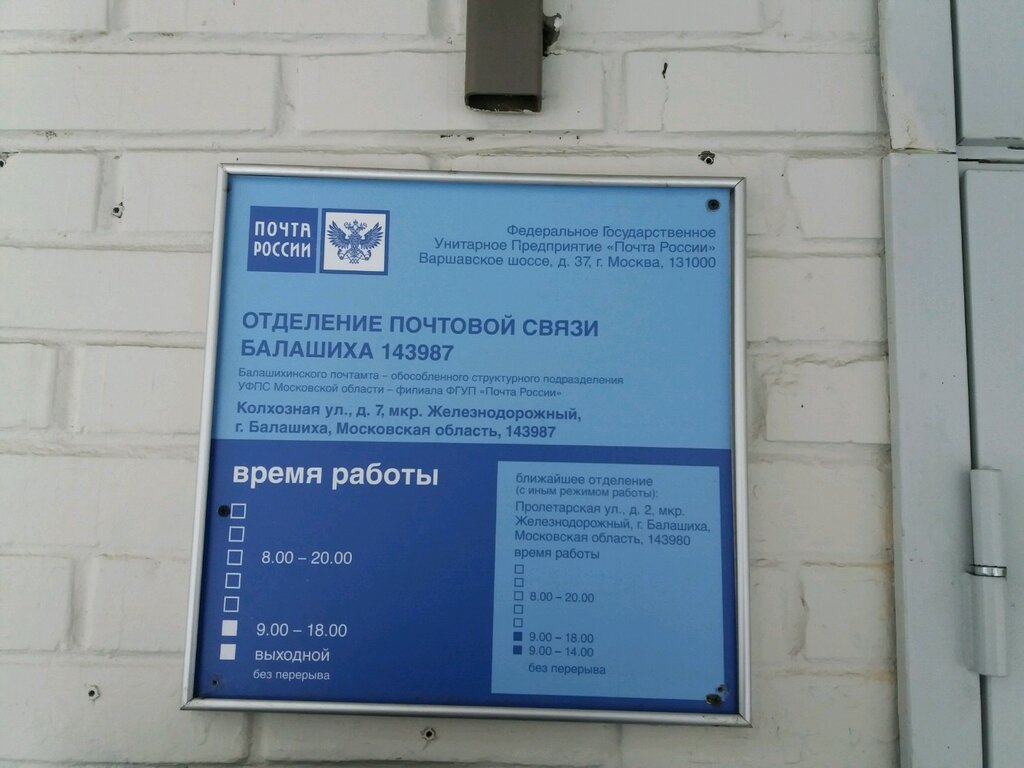 ПОЧТА
РОССИИ
Федеральное Государственное
Унитарное Предприятие «Почта России»
Варшавское шоссе, д. 37, г. Москва, 131000
ОТДЕЛЕНИЕ ПОЧТОВОЙ СВЯЗИ
БАЛАШИХА 143987
Балашихинского почтамта – обособленного структурного подразделения
УФПС Московской области – филиала ФГУП «Почта России»
Колхозная ул., д. 7, мкр. Железнодорожный,
г. Балашиха, Московская область, 143987
время работы
8.00 – 20.00
9.00 – 18.00
выходной
без перерыва
ближайшее отделение
(с иным режимом работы):
Пролетарская ул., д. 2, мкр.
Железнодорожный, г. Балашиха,
Московская область, 143980
время работы
8.00 – 20.00
9.00 – 18.00
9.00 – 14.00
без перерыва